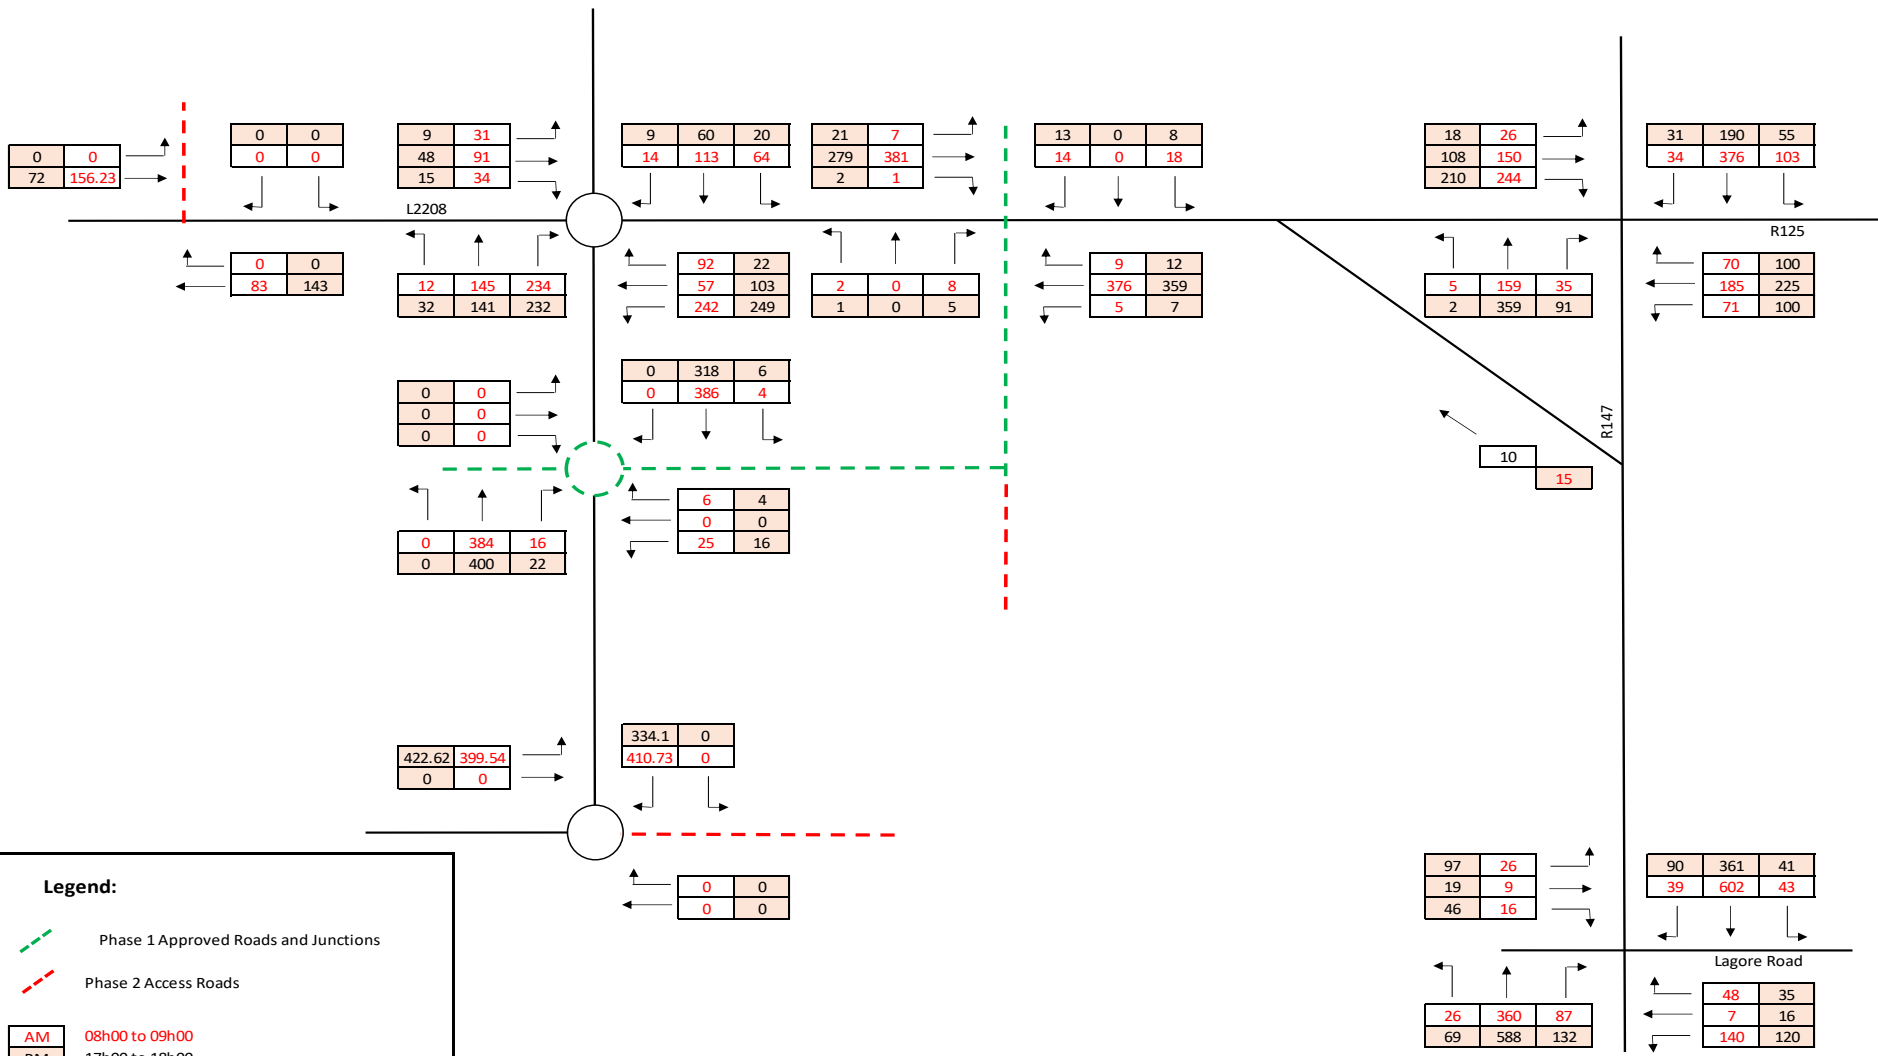 0 0
72 156.23
0 0
0 0
9 31
48 91
15 34
9 60 20
14 113 64
21 7
279 381
2 1
13 0 8
14 0 18
18 26
108 150
210 244
31 190 55
34 376 103
L2208
R125
0 0
83 143
12 145 234
32 141 232
92 22
57 103
242 249
2 0 8
1 0 5
9 12
376 359
5 7
5 159 35
2 359 91
70 100
185 225
71 100
0 0
0 0
0 0
0 318 6
0 386 4
R147
10
15
0 384 16
0 400 22
6 4
0 0
25 16
422.62 399.54
0 0
334.1 0
410.73 0
0 0
0 0
97 26
19 9
46 16
90 361 41
39 602 43
Lagore Road
26 360 87
69 588 132
48 35
7 16
140 120
Legend:
Phase 1 Approved Roads and Junctions
Phase 2 Access Roads
AM 08h00 to 09h00
PM 17h00 to 18h00